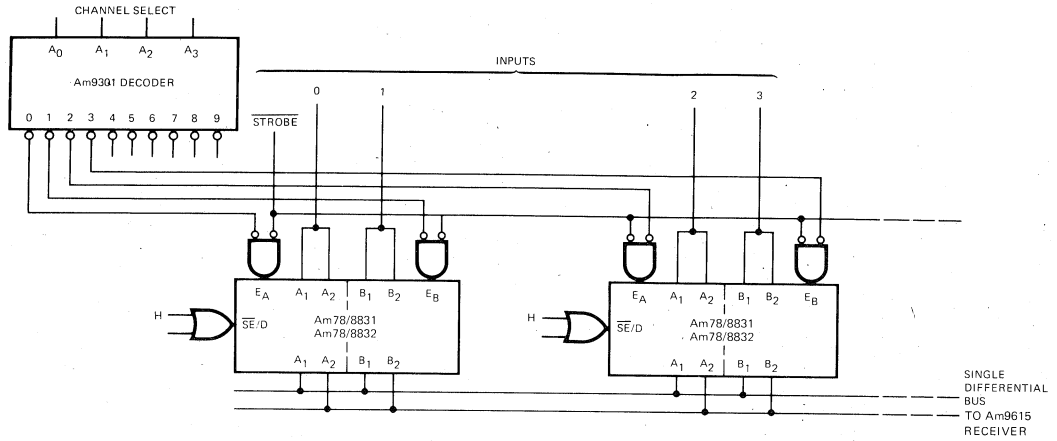 CHANNEL SELECT
A0 A1 A2 A3
Am9301 DECODER
0 1 2 3 4 5 6 7 8 9
INPUTS
0 1 2 3
STROBE
EA A1 A2 B1 B2 EB
H
SE/D
Am78/8831
Am78/8832
A1 A2 B1 B2
EA A1 A2 B1 B2 EB
H
SE/D
Am78/8831
Am78/8832
A1 A2 B1 B2
SINGLE
DIFFERENTIAL
BUS
TO Am9615
RECEIVER